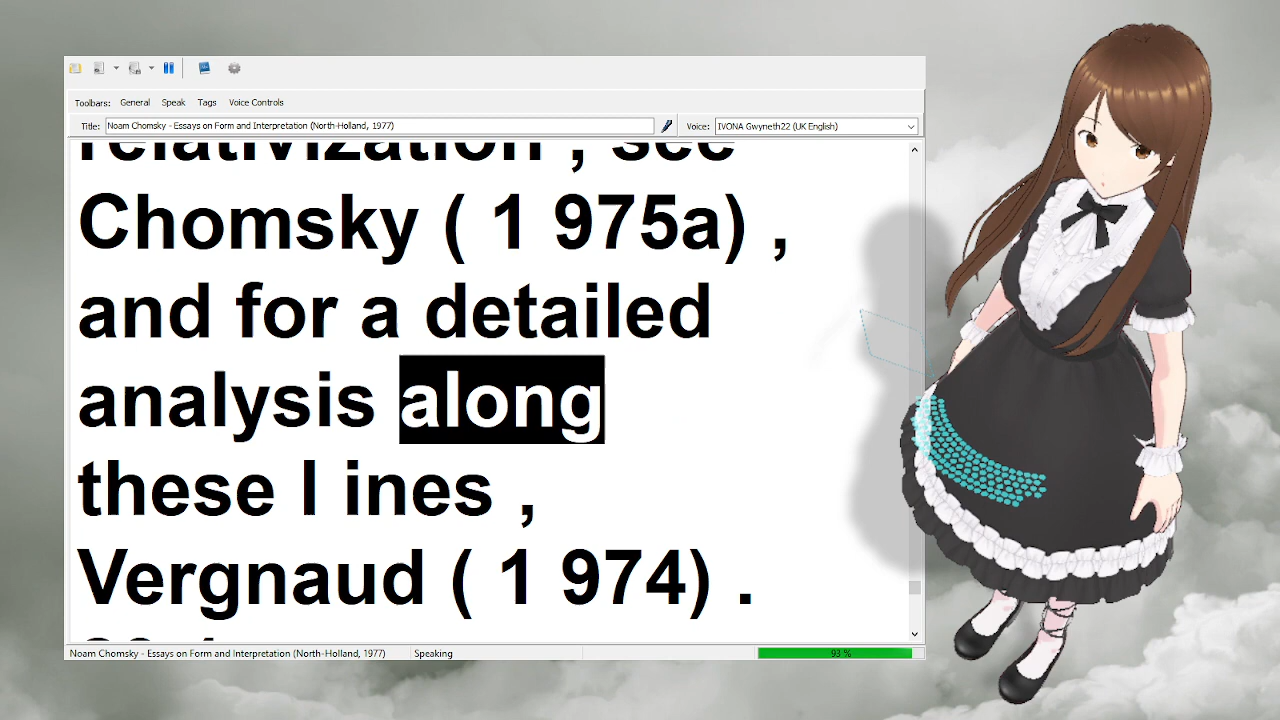 Toolbars: General Speak Tags Voice Controls
Title: Noam Chomsky - Essays on Form and Interpretation (North-Holland, 1977) Voice: IVONA Gwyneth22 (UK English)
relativization , see
Chomsky ( 1 975a) ,
and for a detailed
analysis along
these l ines ,
Vergnaud ( 1 974) .
Noam Chomsky - Essays on Form and Interpretation (North-Holland, 1977) Speaking 93 %